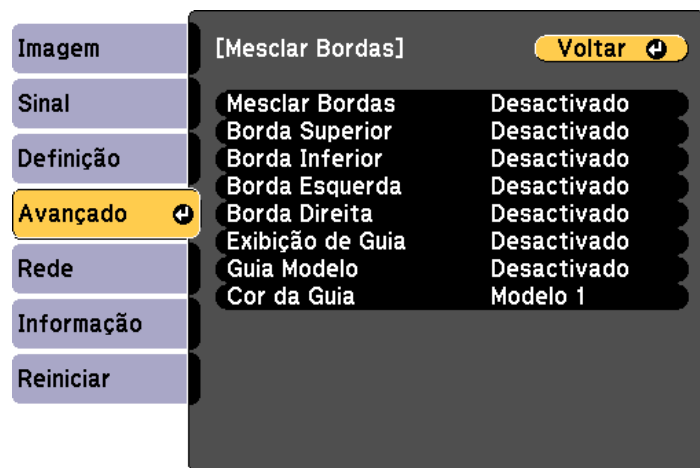 Imagem
Sinal
Definição
Avançado
Rede
Informação
Reiniciar
[Mesclar Bordas] Voltar
Mesclar Bordas Desactivado
Borda Superior Desactivado
Borda Inferior Desactivado
Borda Esquerda Desactivado
Borda Direita Desactivado
Exibição de Guia Desactivado
Guia Modelo Desactivado
Cor da Guia Modelo 1